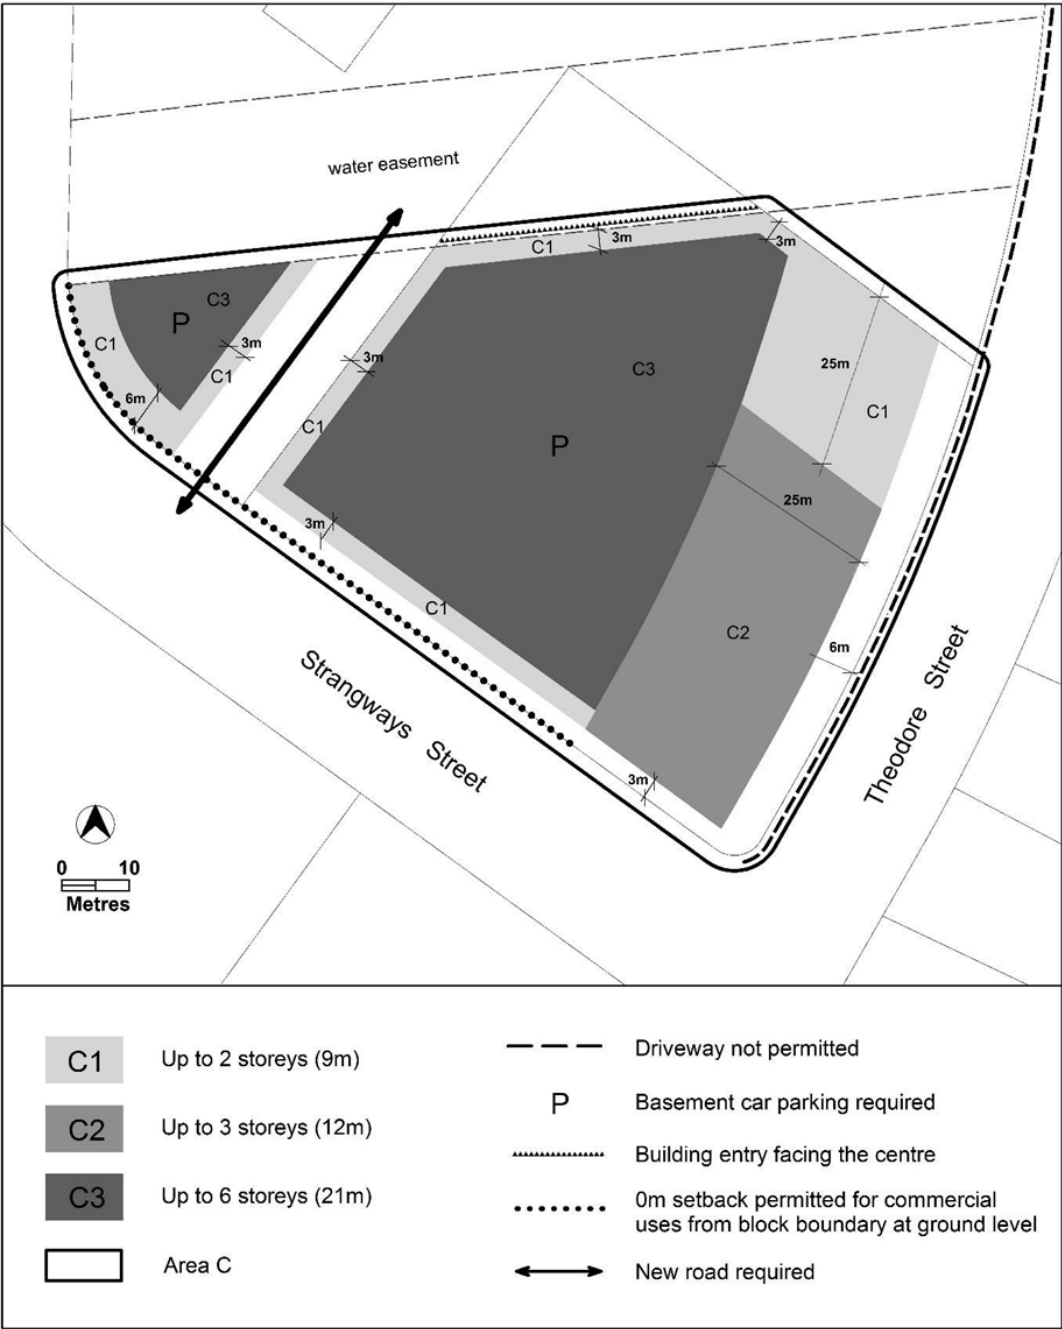 water easement
C1
3m
3m
C3
P
C1
3m
C1
3m
C3
25m
6m
C1
C1
P
25m
3m
C1
C2
6m
Strangways Street
Theodore Street
3m
0 10
Metres
C1 Up to 2 storeys (9m)
C2 Up to 3 storeys (12m)
C3 Up to 6 storeys (21m)
Area C
Driveway not permitted
P Basement car parking required
Building entry facing the centre
0m setback permitted for commercial
uses from block boundary at ground level
New road required